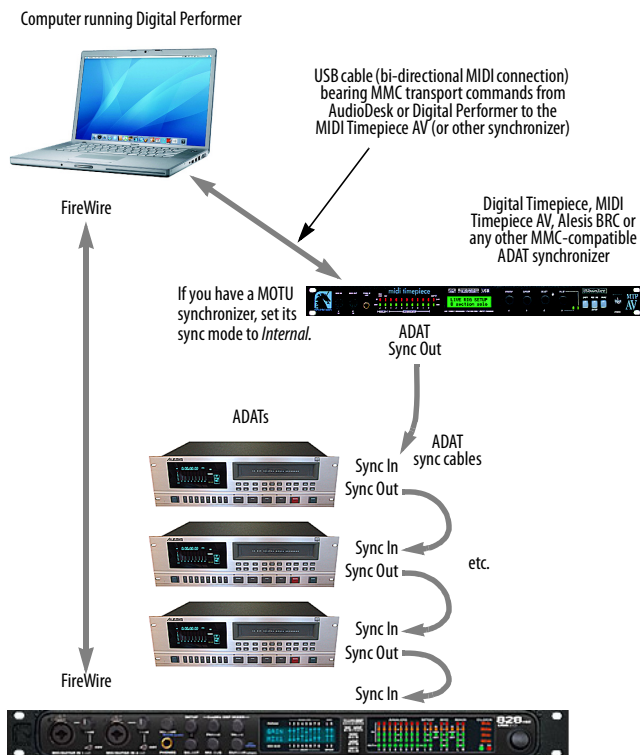 Computer running Digital Performer
USB cable (bi-directional MIDI connection)
bearing MMC transport commands from
AudioDesk or Digital Performer to the
MIDI Timepiece AV (or other synchronizer)
FireWire
Digital Timepiece, MIDI
Timepiece AV, Alesis BRC or
any other MMC-compatible
ADAT synchronizer
If you have a MOTU
synchronizer, set its
sync mode to Internal.
midi timepiece
LIVE RIG SETUP
MTP
AV
ADAT
Sync Out
ADATs
ADAT
sync cables
Sync In
Sync Out
Sync In
Sync Out
etc.
Sync In
Sync Out
FireWire
Sync In
828